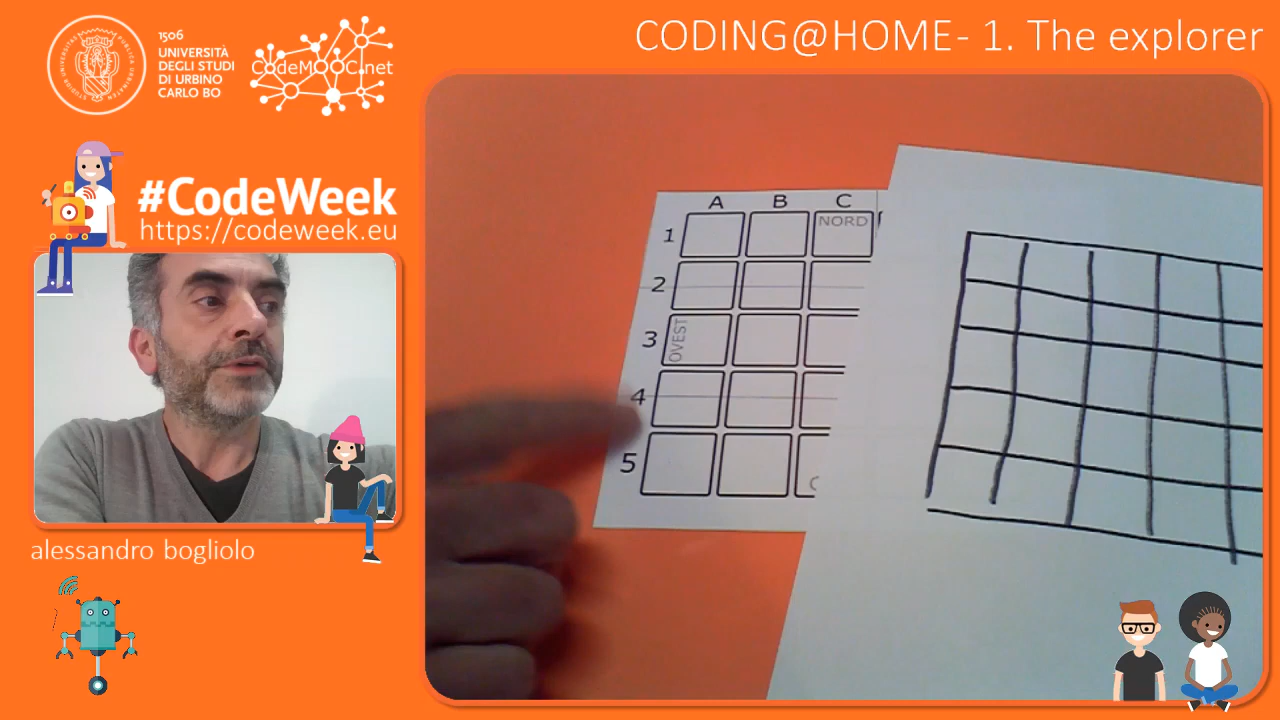 1506
UNIVERSITÀ
DEGLI STUDI
DI URBINO
CARLO BO
CodeMOOC.net
CODING@HOME - 1. The explorer
#CodeWeek
https://codeweek.eu
alessandro bogliolo
A B C
1 NORD
2
3 OVEST
4
5